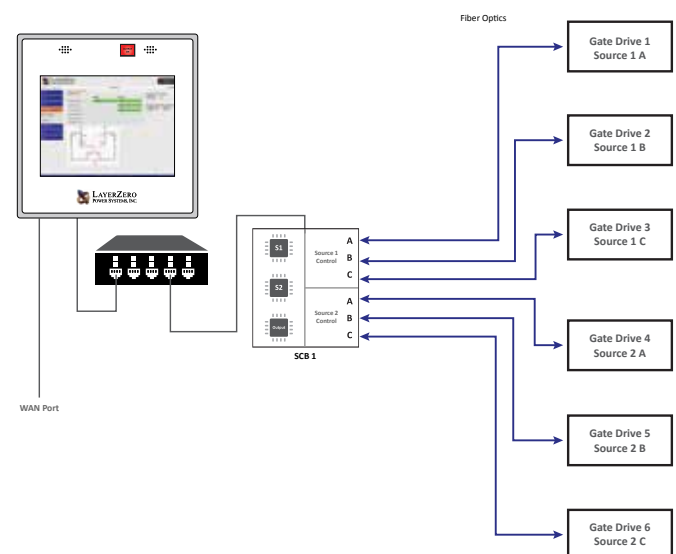 Fiber Optics
Gate Drive 1
Source 1 A
Gate Drive 2
Source 1 B
Gate Drive 3
Source 1 C
Gate Drive 4
Source 2 A
Gate Drive 5
Source 2 B
Gate Drive 6
Source 2 C
LAYERZERO
POWER SYSTEMS, INC.
S1
S2
Output
Source 1
Control
A
B
C
Source 2
Control
A
B
C
SCB 1
WAN Port